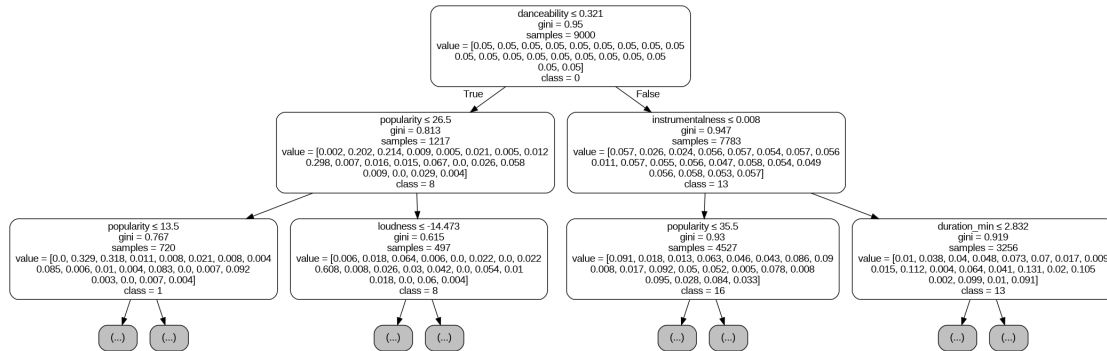 danceability ≤ 0.321
gini = 0.95
samples = 9000
value = [0.05, 0.05, 0.05, 0.05, 0.05, 0.05, 0.05, 0.05, 0.05
0.05, 0.05, 0.05, 0.05, 0.05, 0.05, 0.05, 0.05, 0.05
0.05, 0.05]
class = 0
True
False
popularity ≤ 26.5
gini = 0.813
samples = 1217
value = [0.002, 0.202, 0.214, 0.009, 0.005, 0.021, 0.005, 0.012
0.298, 0.007, 0.016, 0.015, 0.067, 0.0, 0.026, 0.058
0.009, 0.0, 0.029, 0.004]
class = 8
instrumentalness ≤ 0.008
gini = 0.947
samples = 7783
value = [0.057, 0.026, 0.024, 0.056, 0.057, 0.054, 0.057, 0.056
0.011, 0.057, 0.055, 0.056, 0.047, 0.058, 0.054, 0.049
0.056, 0.058, 0.053, 0.057]
class = 13
popularity ≤ 13.5
gini = 0.767
samples = 720
value = [0.0, 0.329, 0.318, 0.011, 0.008, 0.021, 0.008, 0.004
0.085, 0.006, 0.01, 0.004, 0.083, 0.0, 0.007, 0.092
0.003, 0.0, 0.007, 0.004]
class = 1
loudness ≤ -14.473
gini = 0.615
samples = 497
value = [0.006, 0.018, 0.064, 0.006, 0.0, 0.022, 0.0, 0.022
0.608, 0.008, 0.026, 0.03, 0.042, 0.0, 0.054, 0.01
0.018, 0.0, 0.06, 0.004]
class = 8
popularity ≤ 35.5
gini = 0.93
samples = 4527
value = [0.091, 0.018, 0.013, 0.063, 0.046, 0.043, 0.086, 0.09
0.008, 0.017, 0.092, 0.05, 0.052, 0.005, 0.078, 0.008
0.095, 0.028, 0.084, 0.033]
class = 16
duration_min ≤ 2.832
gini = 0.919
samples = 3256
value = [0.01, 0.038, 0.04, 0.048, 0.073, 0.07, 0.017, 0.009
0.015, 0.112, 0.004, 0.064, 0.041, 0.131, 0.02, 0.105
0.002, 0.099, 0.01, 0.091]
class = 13
(...)
(...)
(...)
(...)
(...)
(...)
(...)
(...)